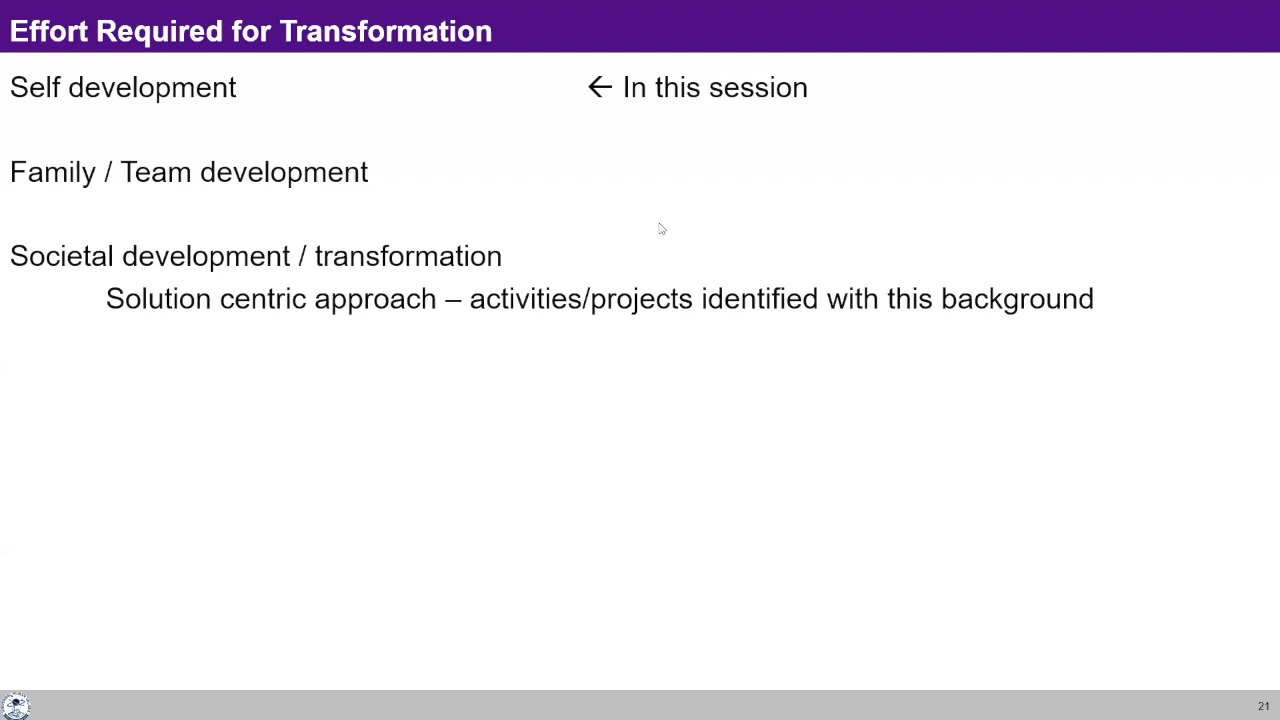 Effort Required for Transformation
Self development ← In this session
Family / Team development
Societal development / transformation
Solution centric approach – activities/projects identified with this background
21